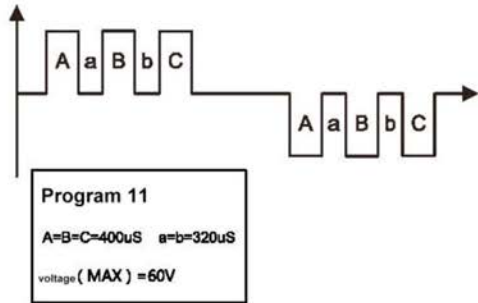 A a B b C
A a B b C
Program 11
A=B=C=400uS a=b=320uS
voltage(MAX)=60V